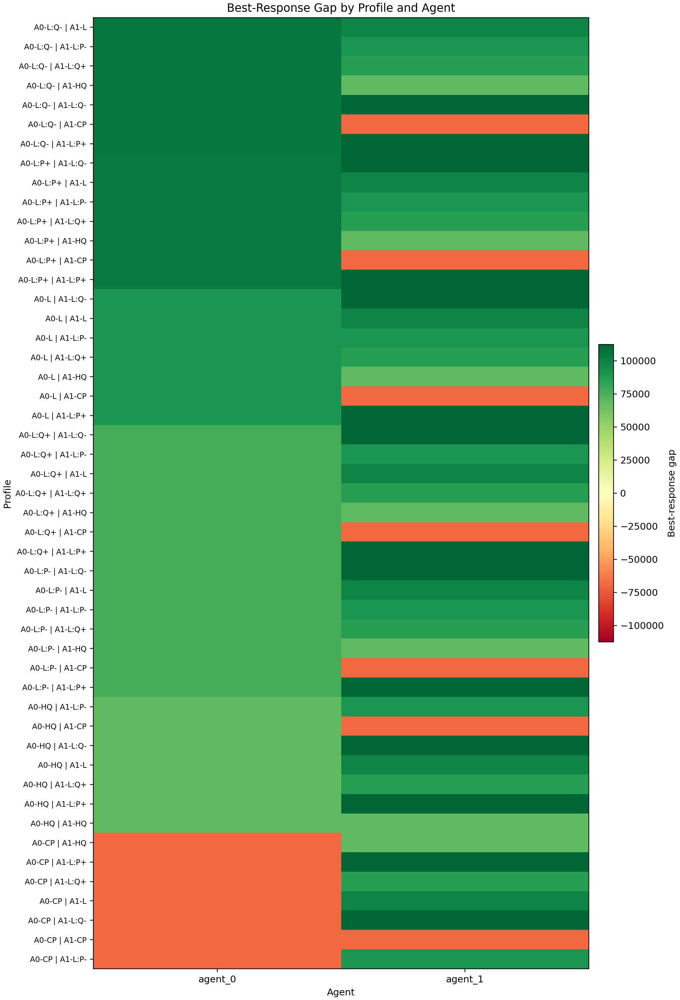 Best-Response Gap by Profile and Agent
A0-L:Q- | A1-L
A0-L:Q- | A1-L:P-
A0-L:Q- | A1-L:Q+
A0-L:Q- | A1-HQ
A0-L:Q- | A1-L:Q-
A0-L:Q- | A1-CP
A0-L:Q- | A1-L:P+
A0-L:P+ | A1-L:Q-
A0-L:P+ | A1-L
A0-L:P+ | A1-L:P-
A0-L:P+ | A1-L:Q+
A0-L:P+ | A1-HQ
A0-L:P+ | A1-CP
A0-L:P+ | A1-L:P+
A0-L | A1-L:Q-
A0-L | A1-L
A0-L | A1-L:P-
A0-L | A1-L:Q+
A0-L | A1-HQ
A0-L | A1-CP
A0-L | A1-L:P+
A0-L:Q+ | A1-L:Q-
A0-L:Q+ | A1-L:P-
A0-L:Q+ | A1-L
A0-L:Q+ | A1-L:Q+
A0-L:Q+ | A1-HQ
A0-L:Q+ | A1-CP
A0-L:Q+ | A1-L:P+
A0-L:P- | A1-L:Q-
A0-L:P- | A1-L
A0-L:P- | A1-L:P-
A0-L:P- | A1-L:Q+
A0-L:P- | A1-HQ
A0-L:P- | A1-CP
A0-L:P- | A1-L:P+
A0-HQ | A1-L:P-
A0-HQ | A1-CP
A0-HQ | A1-L:Q-
A0-HQ | A1-L
A0-HQ | A1-L:Q+
A0-HQ | A1-L:P+
A0-HQ | A1-HQ
A0-CP | A1-HQ
A0-CP | A1-L:P+
A0-CP | A1-L:Q+
A0-CP | A1-L
A0-CP | A1-L:Q-
A0-CP | A1-CP
A0-CP | A1-L:P-
Profile
agent_0
agent_1
Agent
100000
75000
50000
25000
0
−25000
−50000
−75000
−100000
Best-response gap